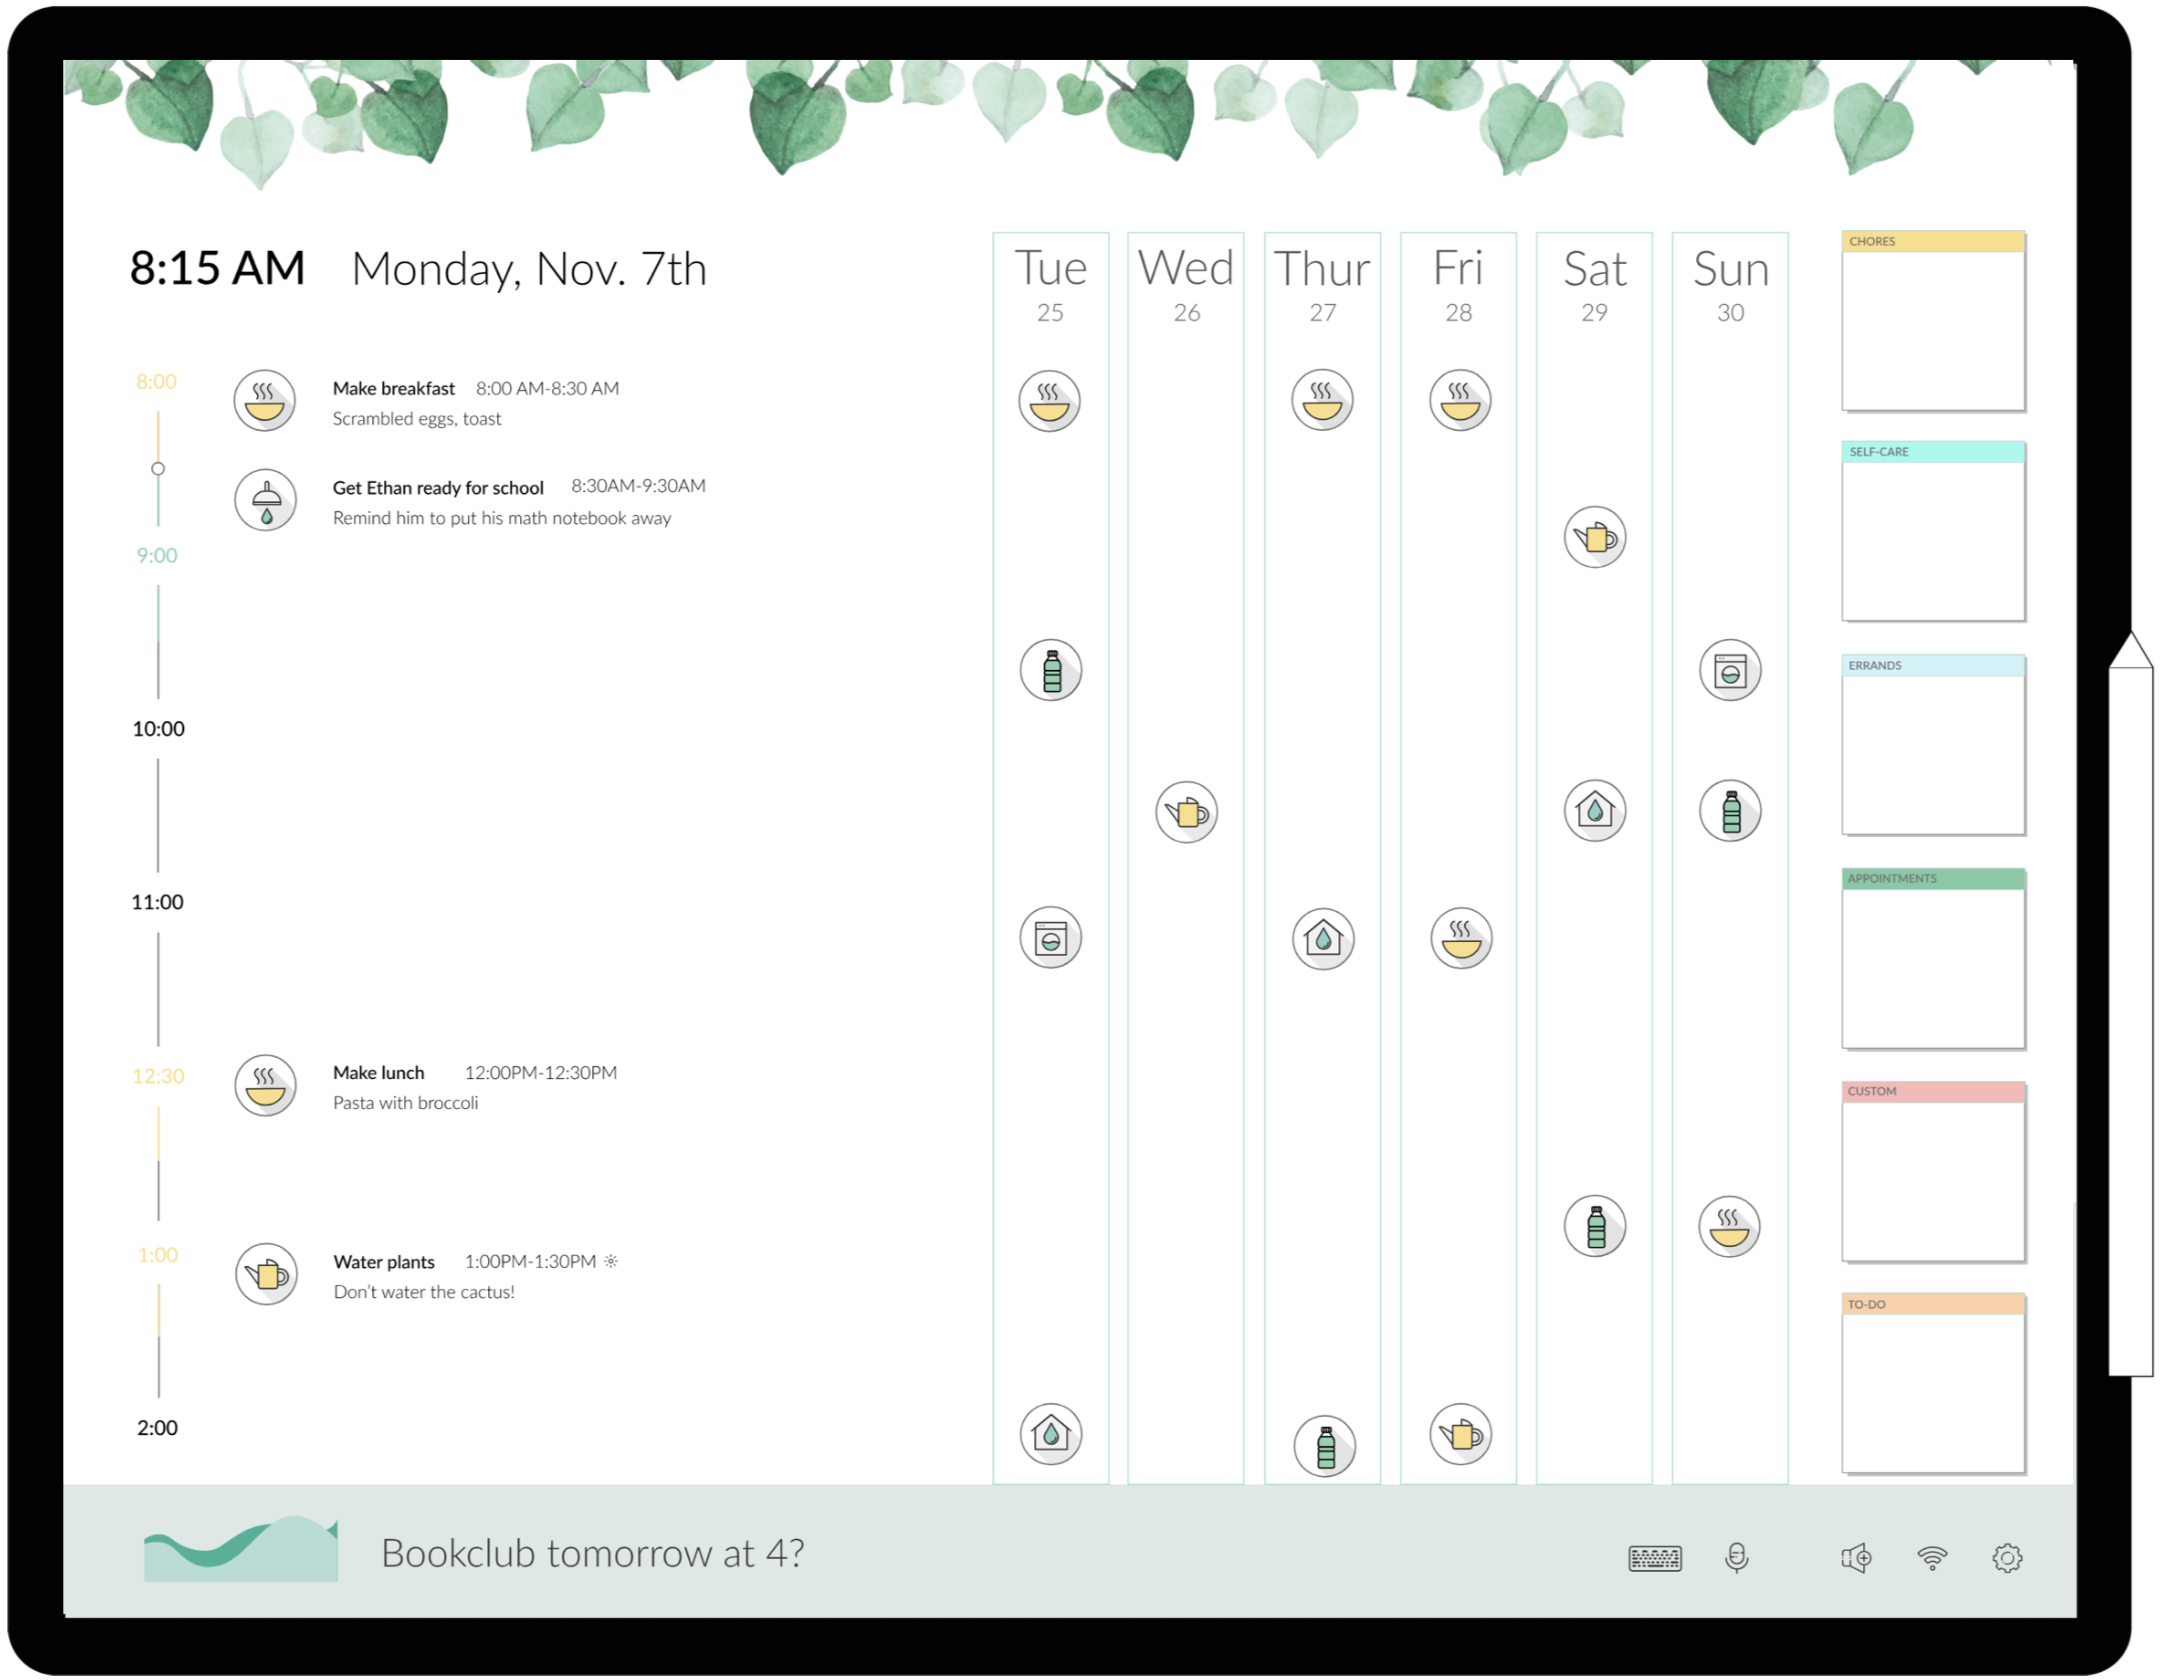 8:15 AM Monday, Nov. 7th
8:00
Make breakfast 8:00 AM-8:30 AM
Scrambled eggs, toast
Get Ethan ready for school 8:30AM-9:30AM
Remind him to put his math notebook away
9:00
10:00
11:00
12:30
Make lunch 12:00PM-12:30PM
Pasta with broccoli
1:00
Water plants 1:00PM-1:30PM
Don't water the cactus!
2:00
Tue Wed Thur Fri Sat Sun
25 26 27 28 29 30
CHORES
SELF-CARE
ERRANDS
APPOINTMENTS
CUSTOM
TO-DO
Bookclub tomorrow at 4?